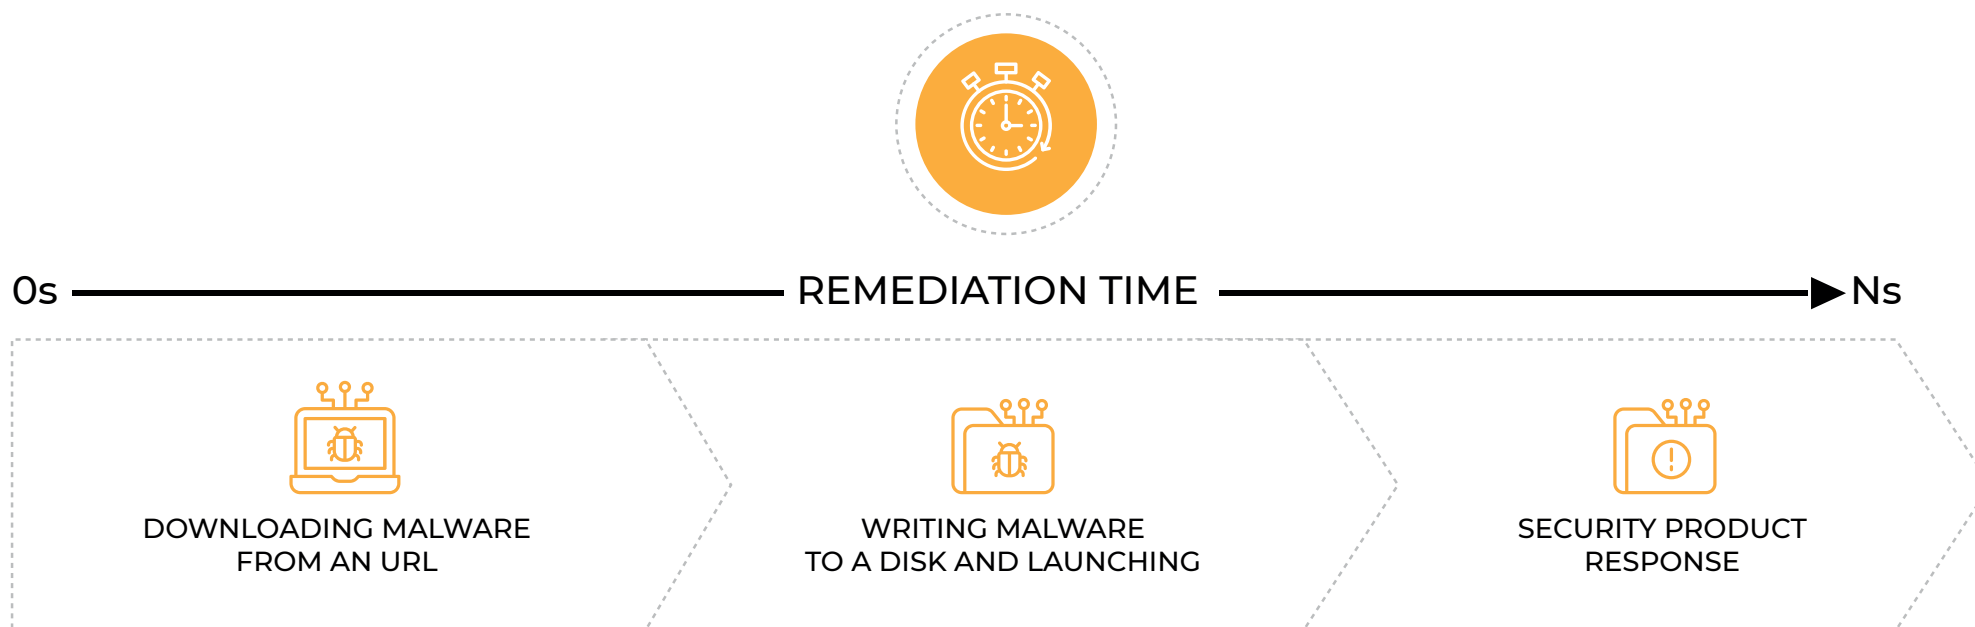 0s REMEDIATION TIME Ns
DOWNLOADING MALWARE
FROM AN URL
WRITING MALWARE
TO A DISK AND LAUNCHING
SECURITY PRODUCT
RESPONSE